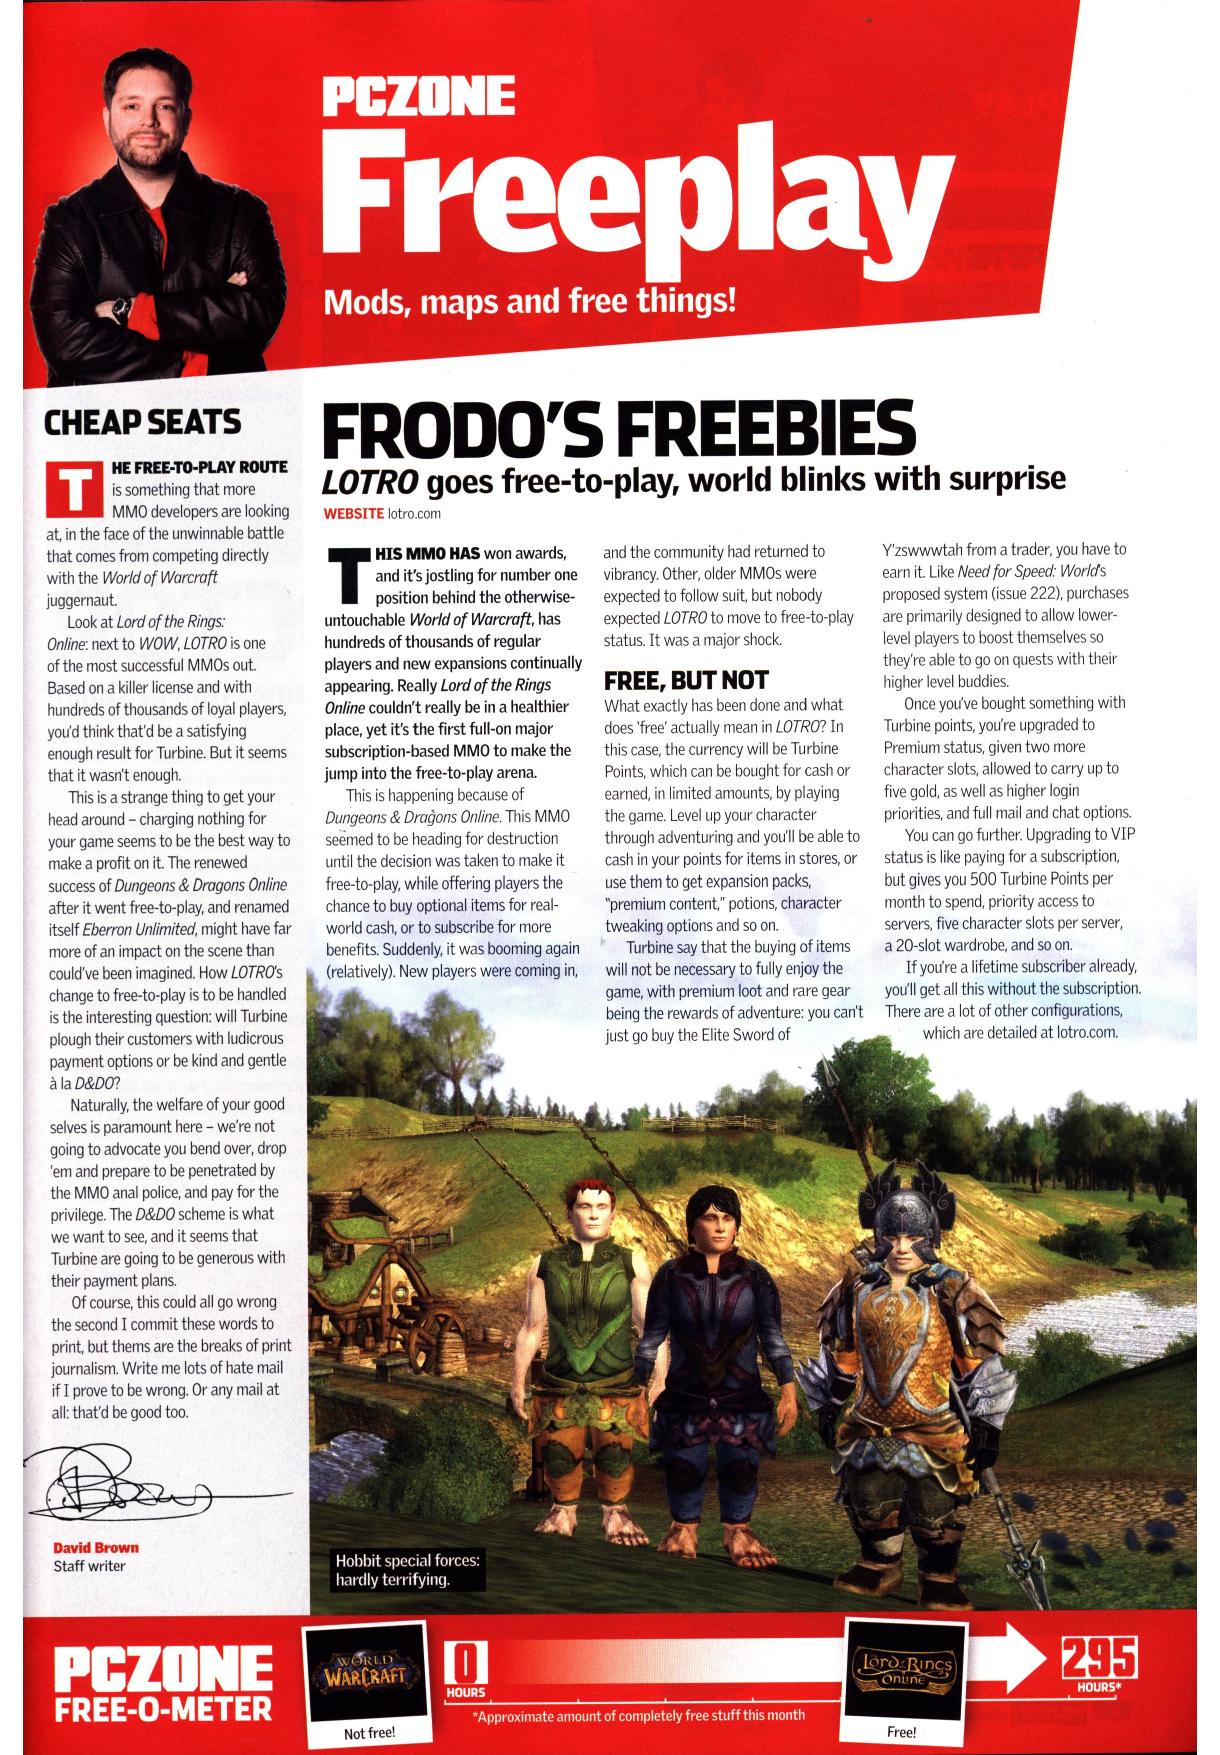 PCZONE
Freeplay
Mods, maps and free things!
CHEAP SEATS
THE FREE-TO-PLAY ROUTE
is something that more
MMO developers are looking
at, in the face of the unwinnable battle
that comes from competing directly
with the World of Warcraft
juggernaut.
Look at Lord of the Rings:
Online: next to WOW, LOTRO is one
of the most successful MMOs out.
Based on a killer license and with
hundreds of thousands of loyal players,
you'd think that'd be a satisfying
enough result for Turbine. But it seems
that it wasn't enough.
This is a strange thing to get your
head around – charging nothing for
your game seems to be the best way to
make a profit on it. The renewed
success of Dungeons & Dragons Online
after it went free-to-play, and renamed
itself Eberron Unlimited, might have far
more of an impact on the scene than
could've been imagined. How LOTRO's
change to free-to-play is to be handled
is the interesting question: will Turbine
plough their customers with ludicrous
payment options or be kind and gentle
à la D&DO?
Naturally, the welfare of your good
selves is paramount here – we're not
going to advocate you bend over, drop
'em and prepare to be penetrated by
the MMO anal police, and pay for the
privilege. The D&DO scheme is what
we want to see, and it seems that
Turbine are going to be generous with
their payment plans.
Of course, this could all go wrong
the second I commit these words to
print, but thems are the breaks of print
journalism. Write me lots of hate mail
if I prove to be wrong. Or any mail at
all: that'd be good too.
David Brown
Staff writer
FRODO'S FREEBIES
LOTRO goes free-to-play, world blinks with surprise
WEBSITE lotro.com
THIS MMO HAS won awards,
and it's jostling for number one
position behind the otherwise-
untouchable World of Warcraft, has
hundreds of thousands of regular
players and new expansions continually
appearing. Really Lord of the Rings
Online couldn't really be in a healthier
place, yet it's the first full-on major
subscription-based MMO to make the
jump into the free-to-play arena.
This is happening because of
Dungeons & Dragons Online. This MMO
seemed to be heading for destruction
until the decision was taken to make it
free-to-play, while offering players the
chance to buy optional items for real-
world cash, or to subscribe for more
benefits. Suddenly, it was booming again
(relatively). New players were coming in,
and the community had returned to
vibrancy. Other, older MMOs were
expected to follow suit, but nobody
expected LOTRO to move to free-to-play
status. It was a major shock.
FREE, BUT NOT
What exactly has been done and what
does 'free' actually mean in LOTRO? In
this case, the currency will be Turbine
Points, which can be bought for cash or
earned, in limited amounts, by playing
the game. Level up your character
through adventuring and you'll be able to
cash in your points for items in stores, or
use them to get expansion packs,
"premium content," potions, character
tweaking options and so on.
Turbine say that the buying of items
will not be necessary to fully enjoy the
game, with premium loot and rare gear
being the rewards of adventure: you can't
just go buy the Elite Sword of
Y'zswwwtah from a trader, you have to
earn it. Like Need for Speed: World's
proposed system (issue 222), purchases
are primarily designed to allow lower-
level players to boost themselves so
they're able to go on quests with their
higher level buddies.
Once you've bought something with
Turbine points, you're upgraded to
Premium status, given two more
character slots, allowed to carry up to
five gold, as well as higher login
priorities, and full mail and chat options.
You can go further. Upgrading to VIP
status is like paying for a subscription,
but gives you 500 Turbine Points per
month to spend, priority access to
servers, five character slots per server,
a 20-slot wardrobe, and so on.
If you're a lifetime subscriber already,
you'll get all this without the subscription.
There are a lot of other configurations,
which are detailed at lotro.com.
Hobbit special forces:
hardly terrifying.
PCZONE
FREE-O-METER
WORLD
WARCRAFT
Not free!
0
HOURS
*Approximate amount of completely free stuff this month
The Lord of the Rings
Online
Free!
295
HOURS*